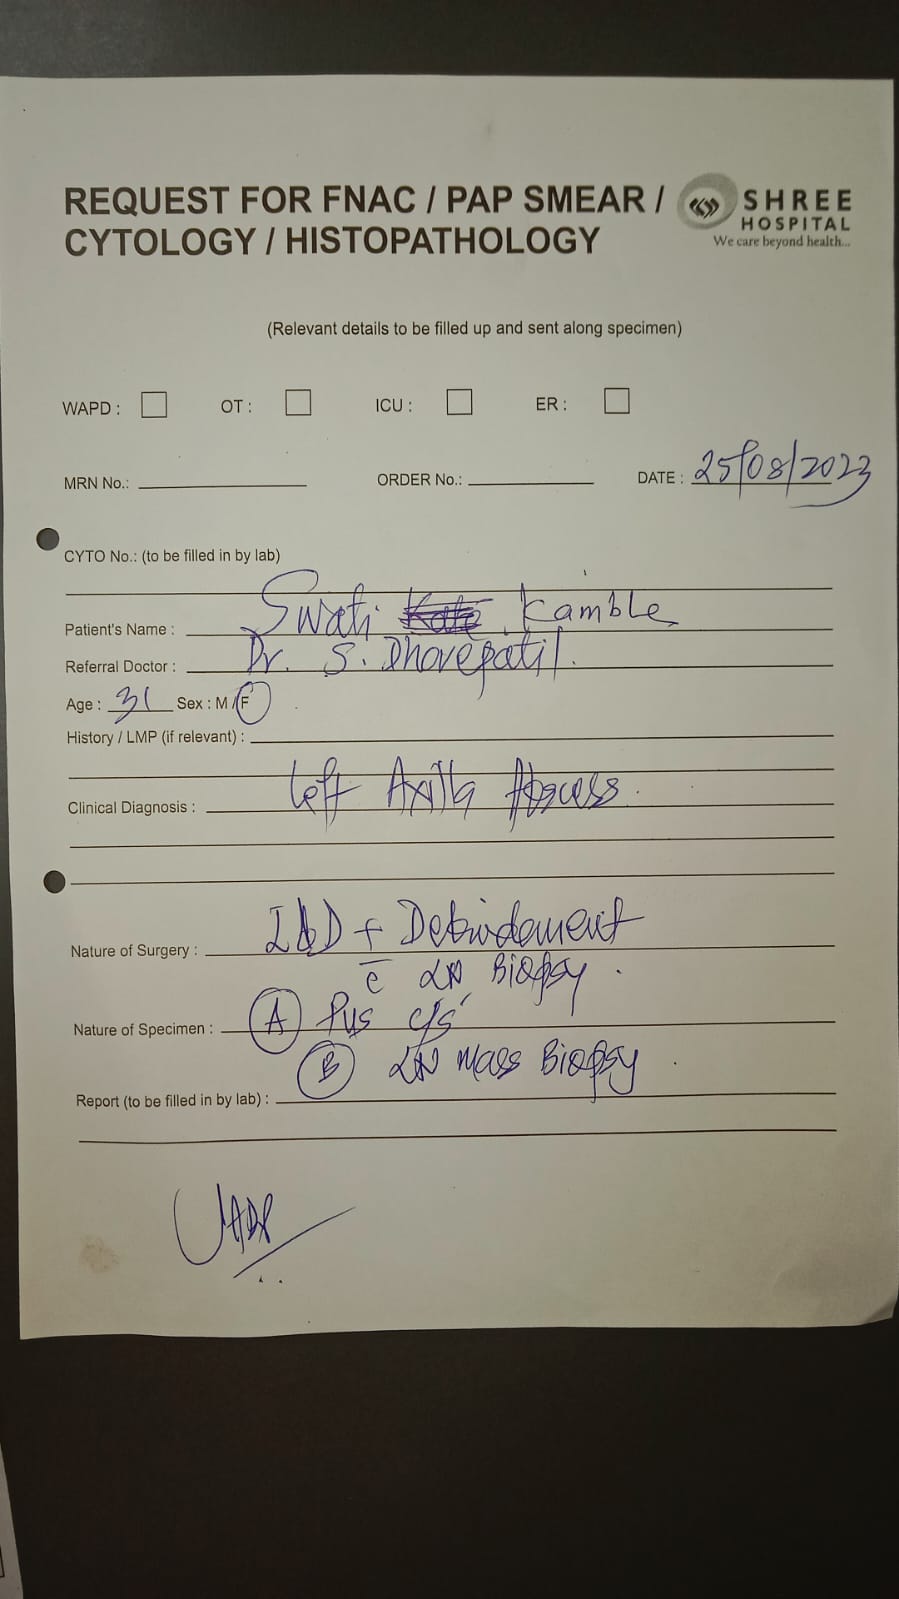 REQUEST FOR FNAC / PAP SMEAR /
CYTOLOGY / HISTOPATHOLOGY
SHREE
HOSPITAL
We care beyond health...
(Relevant details to be filled up and sent along specimen)
WAPD : OT : ICU : ER :
MRN No.: ORDER No.: DATE : 25/08/2023
CYTO No.: (to be filled in by lab)
Patient's Name : Swati Kamble
Referral Doctor : Dr. S. Dhorepatil.
Age : 31 Sex : M / F
History / LMP (if relevant) :
Clinical Diagnosis : Left Axilla Abscess.
Nature of Surgery : I & D + Debridement
c̄ LN Biopsy.
Nature of Specimen : (A) Pus c/s
(B) LN Mass Biopsy.
Report (to be filled in by lab) :